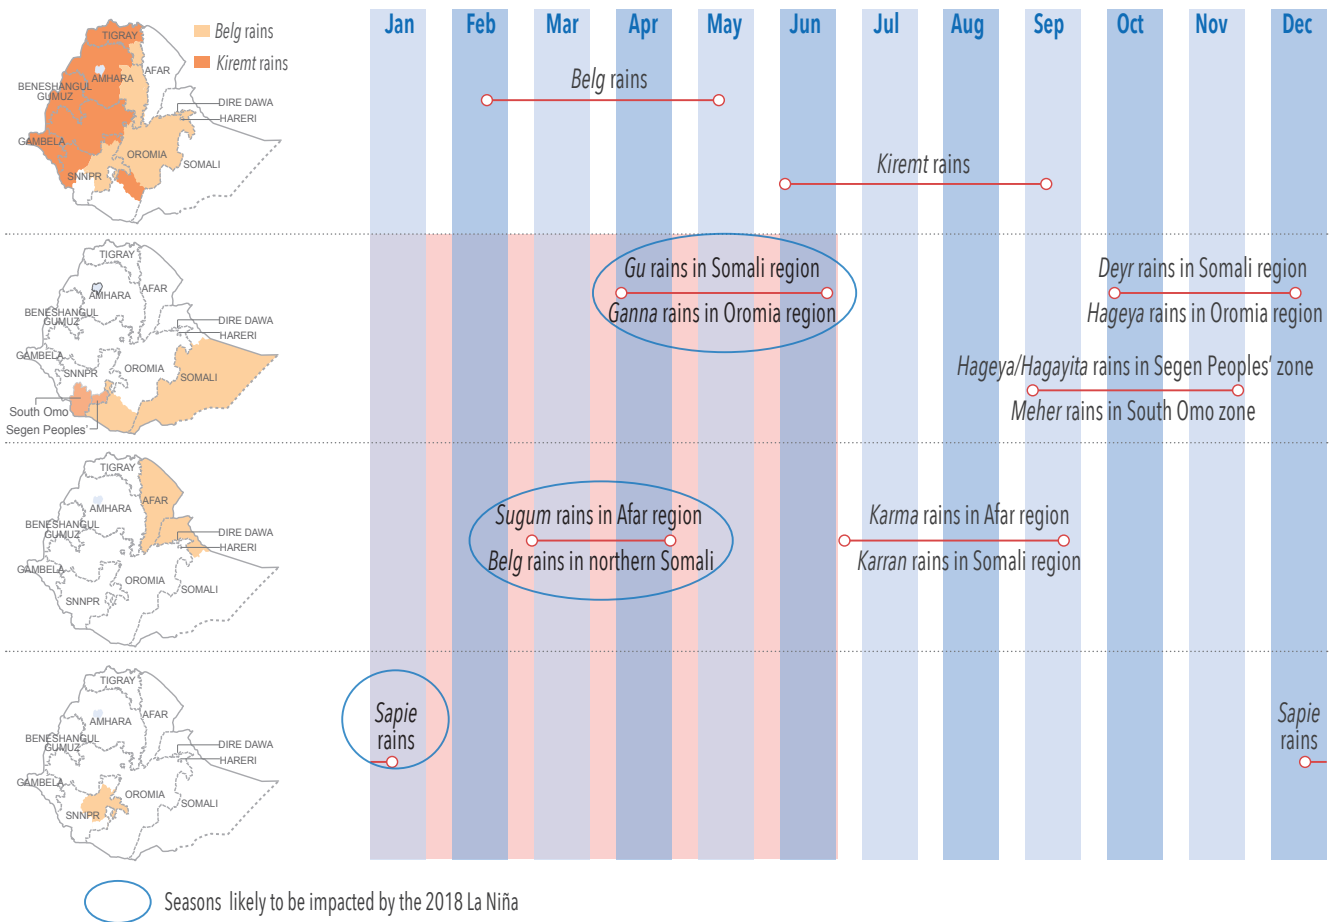 Jan Feb Mar Apr May Jun Jul Aug Sep Oct Nov Dec
Belg rains
Kiremt rains
TIGRAY
AFAR
AMHARA
BENESHANGUL
GUMUZ
DIRE DAWA
HARERI
GAMBELA
OROMIA
SOMALI
SNNPR
Belg rains
Kiremt rains
TIGRAY
AFAR
AMHARA
BENESHANGUL
GUMUZ
DIRE DAWA
HARERI
GAMBELA
OROMIA
SNNPR
SOMALI
South Omo
Segen Peoples'
Gu rains in Somali region
Ganna rains in Oromia region
Deyr rains in Somali region
Hageya rains in Oromia region
Hageya/Hagayita rains in Segen Peoples' zone
Meher rains in South Omo zone
TIGRAY
AFAR
AMHARA
BENESHANGUL
GUMUZ
DIRE DAWA
HARERI
GAMBELA
OROMIA
SOMALI
SNNPR
Sugum rains in Afar region
Belg rains in northern Somali
Karma rains in Afar region
Karran rains in Somali region
TIGRAY
AFAR
AMHARA
BENESHANGUL
GUMUZ
DIRE DAWA
HARERI
GAMBELA
OROMIA
SOMALI
SNNPR
Sapie
rains
Sapie
rains
Seasons likely to be impacted by the 2018 La Niña